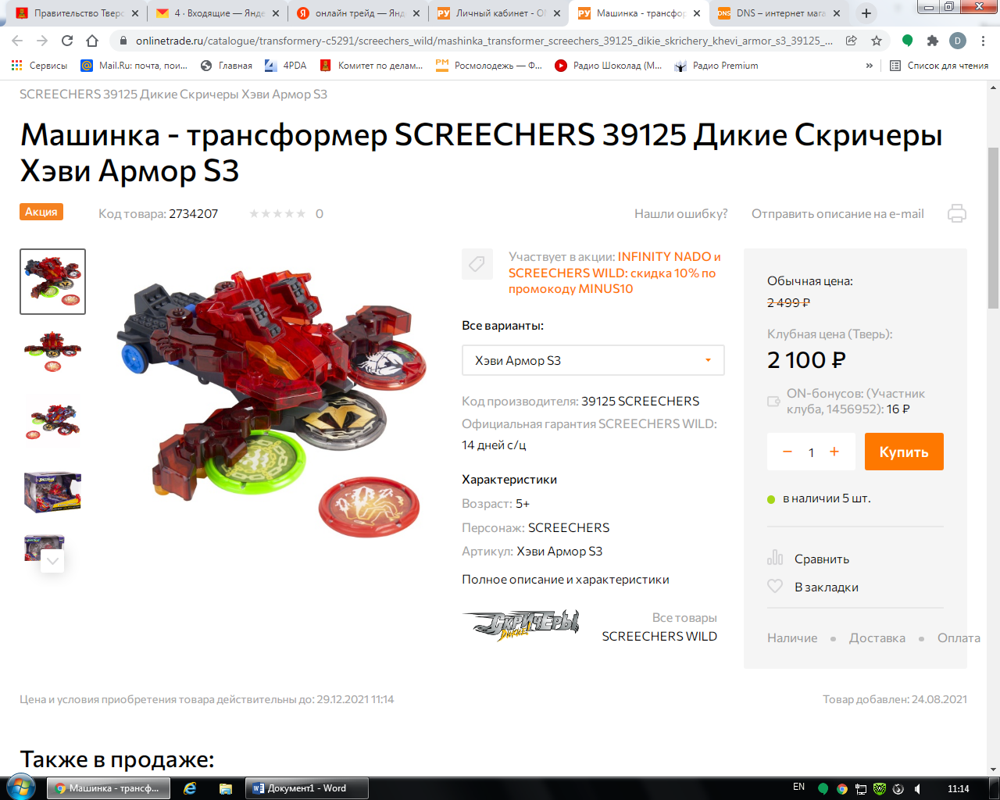 Правительство Тверс
4 · Входящие — Янде
онлайн трейд — Янд
Личный кабинет - О
Машинка - трансфор
DNS – интернет мага
onlinetrade.ru/catalogue/transformery-c5291/screechers_wild/mashinka_transformer_screechers_39125_dikie_skrichery_khevi_armor_s3_39125_...
D
Сервисы
Mail.Ru: почта, пои...
Главная
4PDA
Комитет по делам...
Росмолодежь — Ф...
Радио Шоколад (М...
Радио Premium
»
Список для чтения
SCREECHERS 39125 Дикие Скричеры Хэви Армор S3
Машинка - трансформер SCREECHERS 39125 Дикие Скричеры
Хэви Армор S3
Акция
Код товара: 2734207
0
Нашли ошибку?
Отправить описание на e-mail
Участвует в акции: INFINITY NADO и
SCREECHERS WILD: скидка 10% по
промокоду MINUS10
Все варианты:
Хэви Армор S3
Код производителя: 39125 SCREECHERS
Официальная гарантия SCREECHERS WILD:
14 дней с/ц
Характеристики
Возраст: 5+
Персонаж: SCREECHERS
Артикул: Хэви Армор S3
Полное описание и характеристики
Дикие
Скричеры
Все товары
SCREECHERS WILD
Обычная цена:
2 499 ₽
Клубная цена (Тверь):
2 100 ₽
ON-бонусов: (Участник
клуба, 1456952): 16 ₽
− 1 +
Купить
в наличии 5 шт.
Сравнить
В закладки
Наличие • Доставка • Оплата
Цена и условия приобретения товара действительны до: 29.12.2021 11:14
Товар добавлен: 24.08.2021
Также в продаже:
Машинка - трансф...
Документ1 - Word
EN
11:14